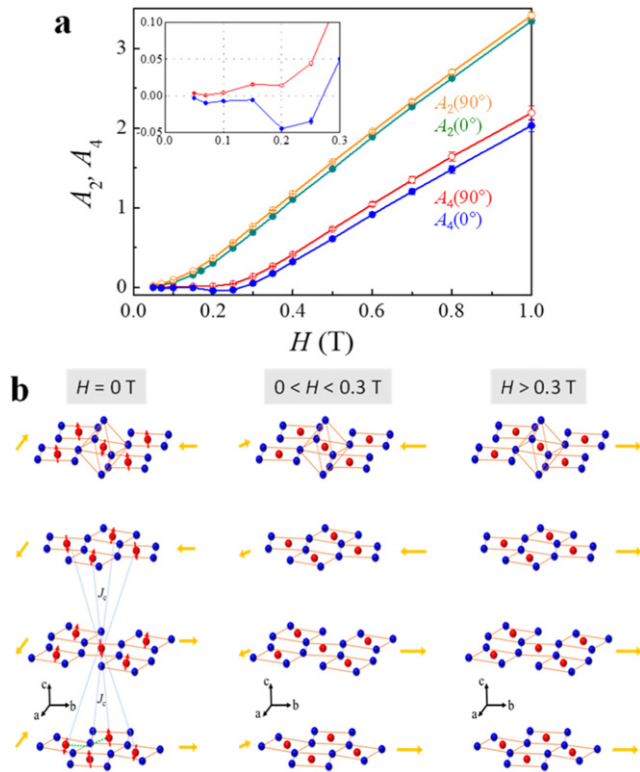 a
A₂, A₄
3
2
1
0
0.10
0.05
0.00
-0.05
0.0 0.1 0.2 0.3
A₂(90°)
A₂(0°)
A₄(90°)
A₄(0°)
0.0 0.2 0.4 0.6 0.8 1.0
H (T)
b
H = 0 T
0 < H < 0.3 T
H > 0.3 T
J꜀
J꜀
c
a b
c
a b
c
a b